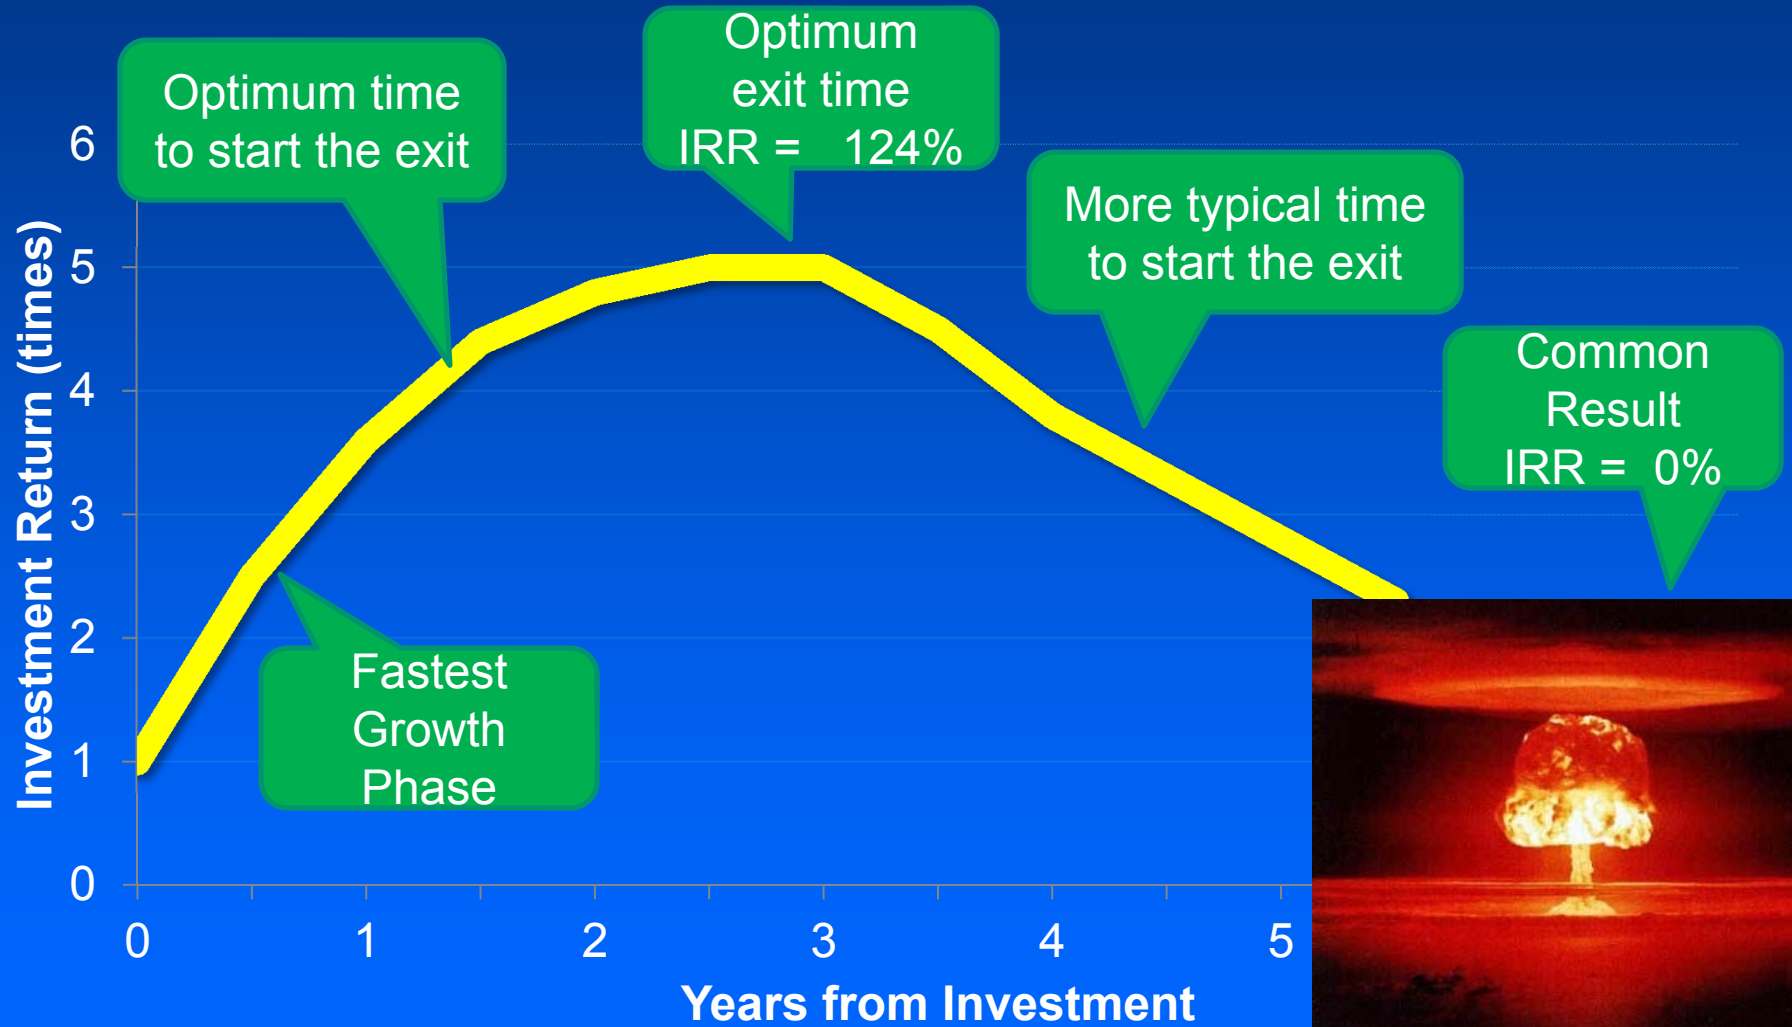 Optimum time
to start the exit
Optimum
exit time
IRR = 124%
More typical time
to start the exit
Common
Result
IRR = 0%
Fastest
Growth
Phase
Investment Return (times)
6
5
4
3
2
1
0
0 1 2 3 4 5
Years from Investment